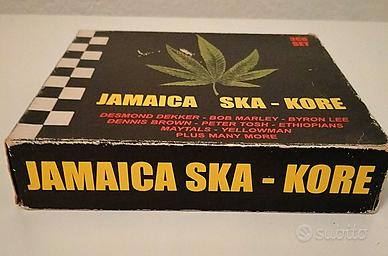 3CD
SET
JAMAICA SKA - KORE
DESMOND DEKKER - BOB MARLEY - BYRON LEE
DENNIS BROWN - PETER TOSH - ETHIOPIANS
MAYTALS - YELLOWMAN
PLUS MANY MORE
JAMAICA SKA - KORE
subito